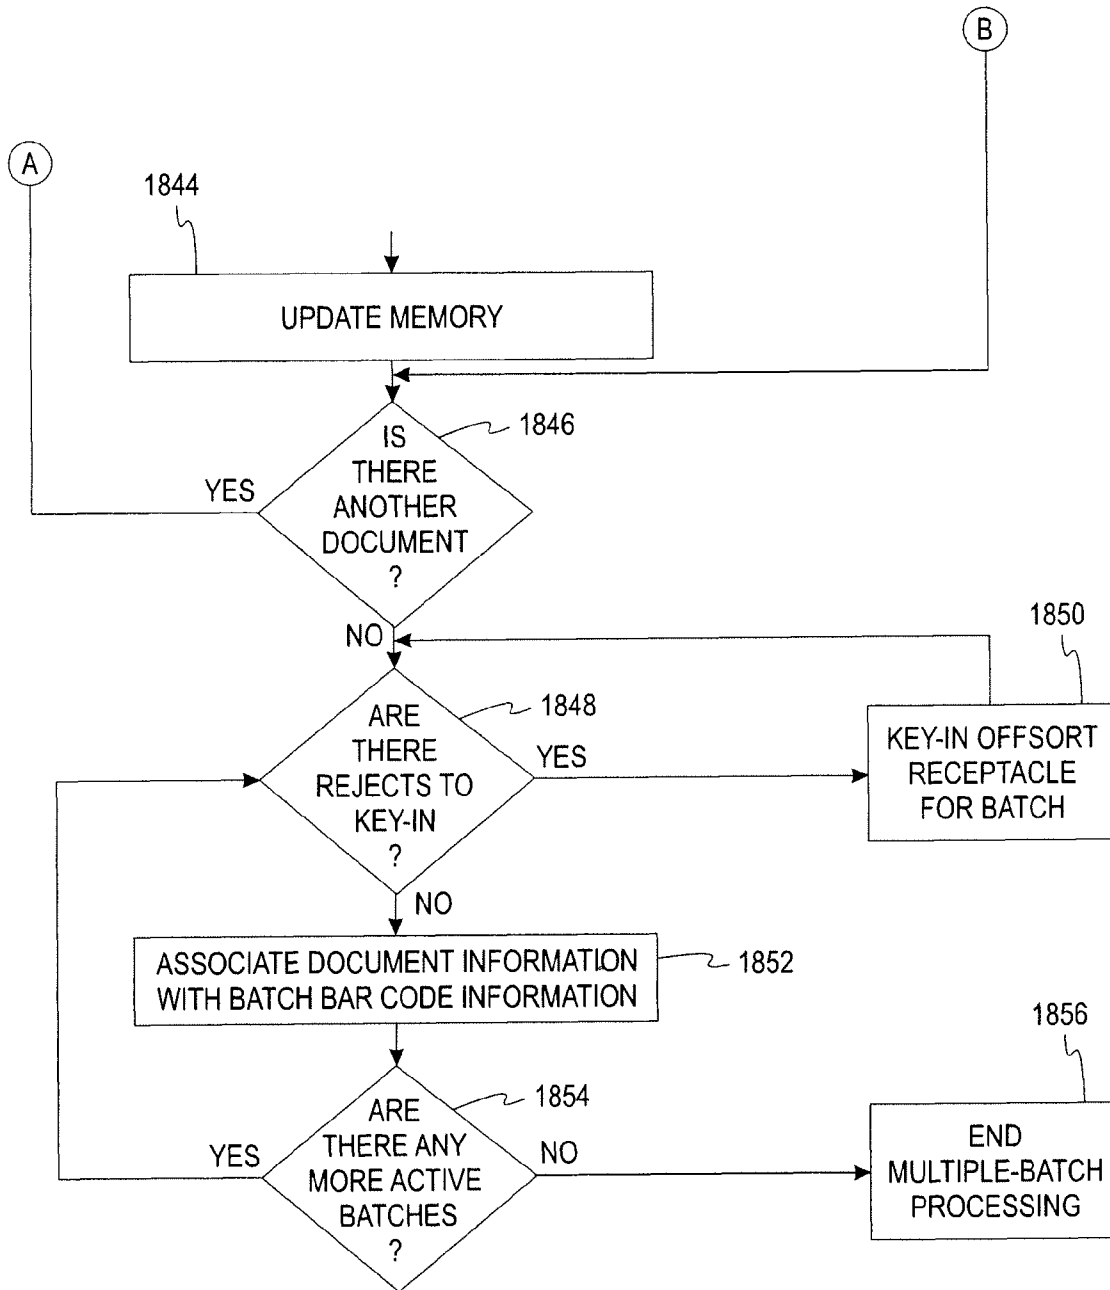 B
A
1844
UPDATE MEMORY
1846
IS
THERE
ANOTHER
DOCUMENT
?
YES
NO
1848
ARE
THERE
REJECTS TO
KEY-IN
?
YES
1850
KEY-IN OFFSORT
RECEPTACLE
FOR BATCH
NO
ASSOCIATE DOCUMENT INFORMATION
WITH BATCH BAR CODE INFORMATION
1852
1854
ARE
THERE ANY
MORE ACTIVE
BATCHES
?
YES
NO
1856
END
MULTIPLE-BATCH
PROCESSING